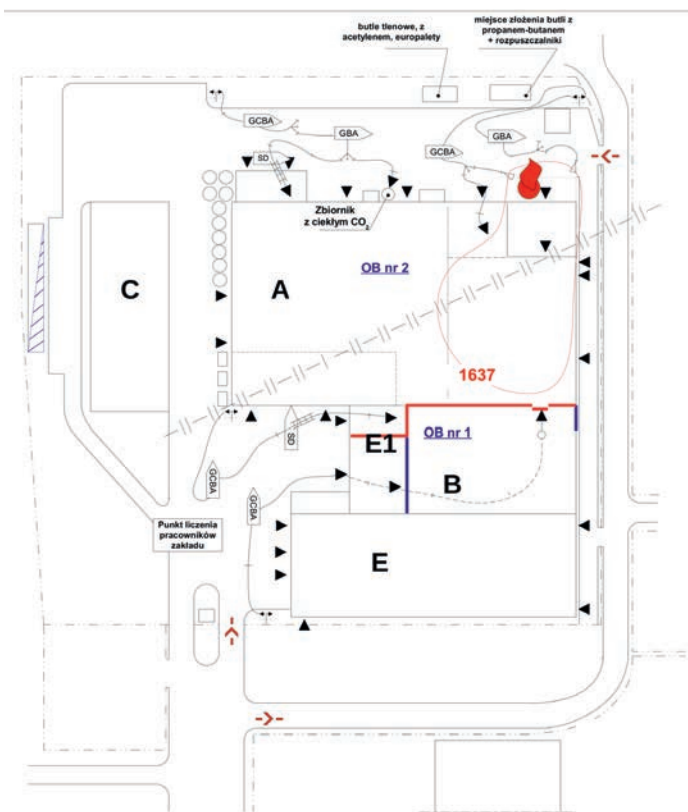 butle tlenowe, z
acetylenem, europalety
miejsce złożenia butli z
propanem-butanem
+ rozpuszczalniki
GCBA
GBA
GCBA
GBA
SD
Zbiornik
z ciekłym CO₂
OB nr 2
C
A
1637
E1
OB nr 1
B
SD
GCBA
GCBA
Punkt liczenia
pracowników
zakładu
E